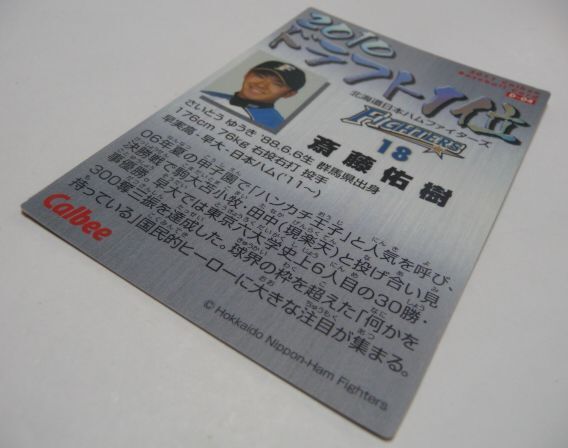 2010
ドラフト1位
2011 Calbee
Baseball
D-04
北海道日本ハムファイターズ
FIGHTERS
18
斎藤 佑樹
さいとう ゆうき '88.6.6生 群馬県出身
176cm 76kg 右投右打 投手
早実高-早大-日本ハム('11～)
06年夏の甲子園で「ハンカチ王子」と人気を呼び、
決勝戦で駒大苫小牧・田中(現楽天)と投げ合い見
事優勝。早大では東京六大学史上6人目の30勝・
300奪三振を達成した。球界の枠を超えた「何かを
持っている」国民的ヒーローに大きな注目が集まる。
Calbee
© Hokkaido Nippon-Ham Fighters